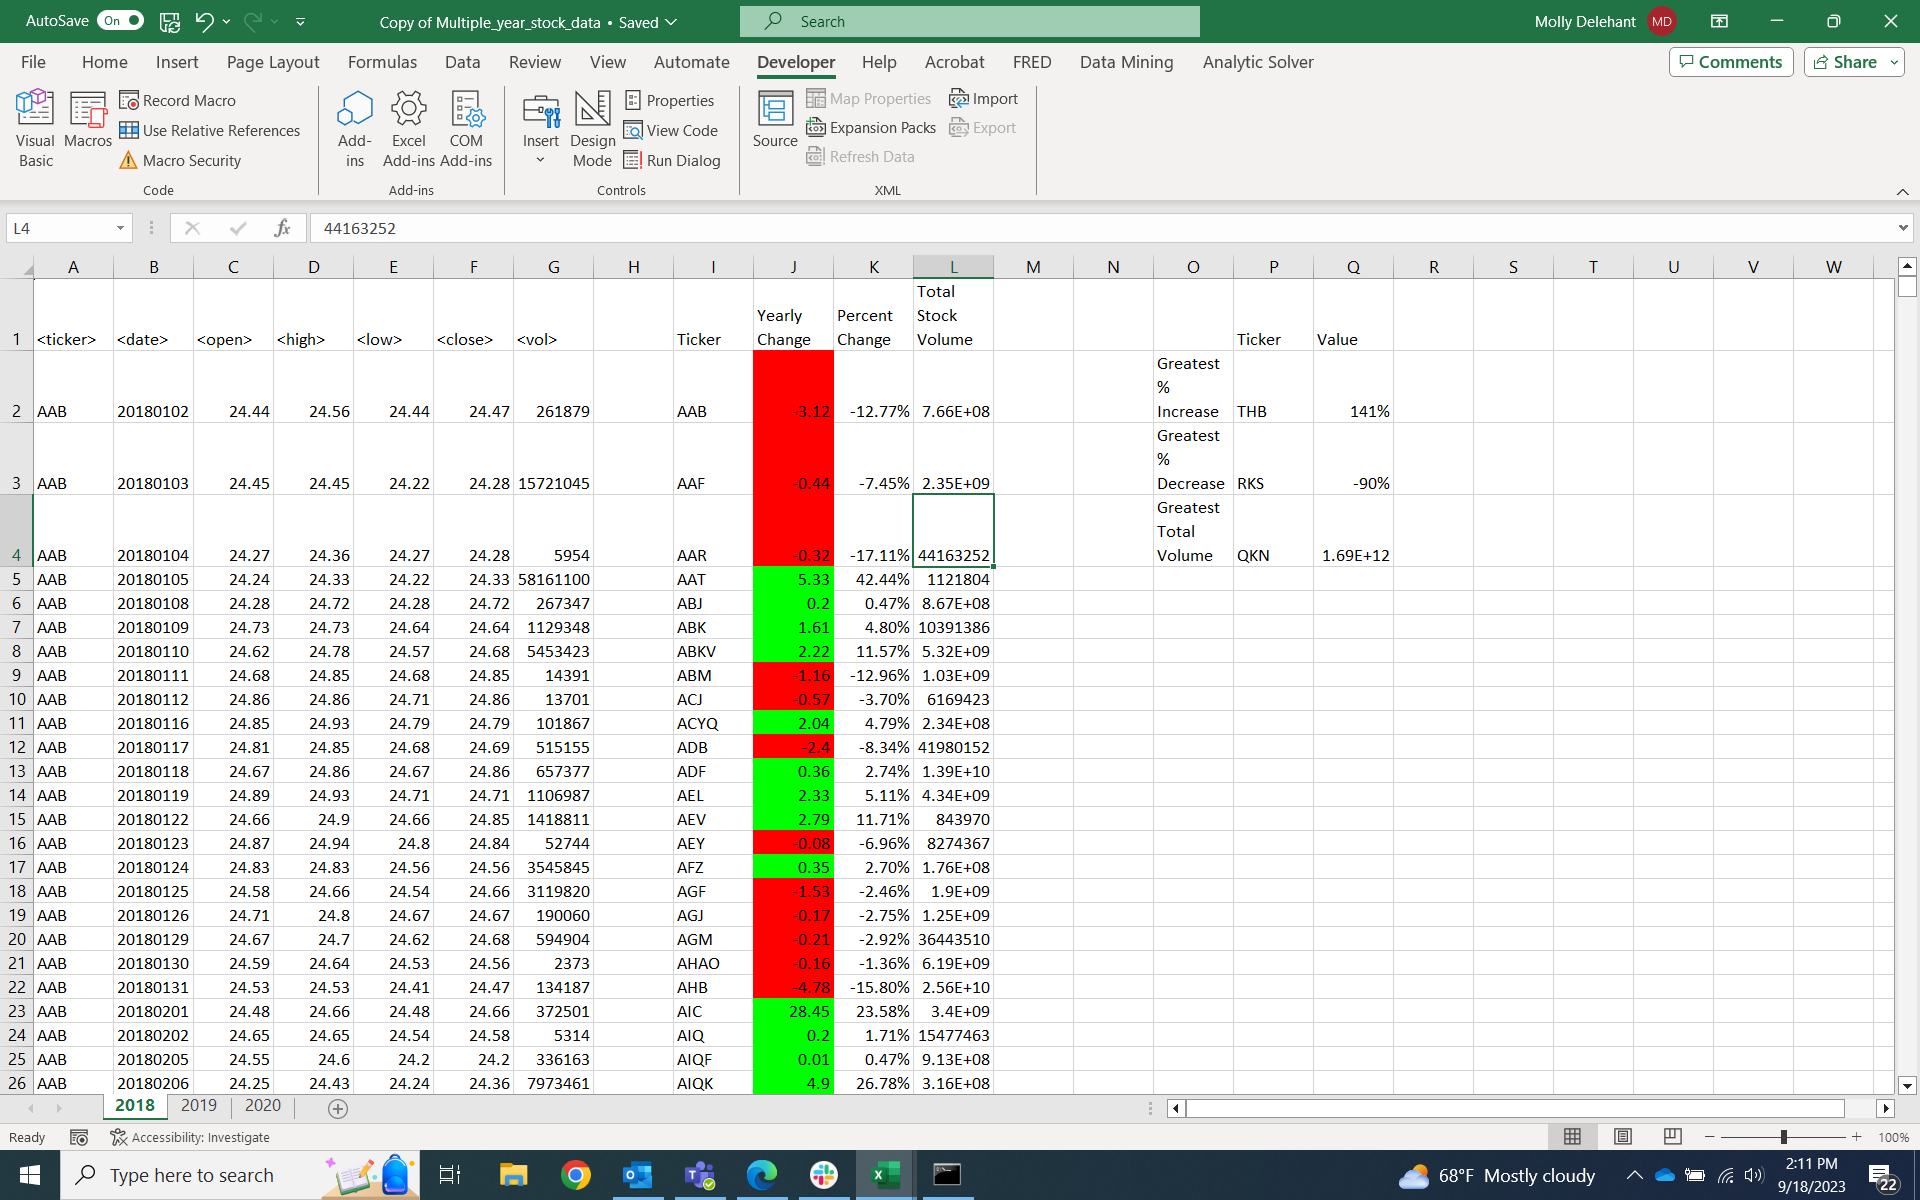 AutoSave On Copy of Multiple_year_stock_data • Saved Search Molly Delehant MD
File Home Insert Page Layout Formulas Data Review View Automate Developer Help Acrobat FRED Data Mining Analytic Solver Comments Share
Visual Basic
Macros
Record Macro
Use Relative References
Macro Security
Code
Add-ins
Excel Add-ins
COM Add-ins
Add-ins
Insert
Design Mode
Properties
View Code
Run Dialog
Controls
Source
Map Properties
Expansion Packs
Refresh Data
Import
Export
XML
L4 fx 44163252
A B C D E F G H I J K L M N O P Q R S T U V W
1 <ticker> <date> <open> <high> <low> <close> <vol> Ticker Yearly Change Percent Change Total Stock Volume Ticker Value
2 AAB 20180102 24.44 24.56 24.44 24.47 261879 AAB -3.12 -12.77% 7.66E+08 Greatest % Increase THB 141%
3 AAB 20180103 24.45 24.45 24.22 24.28 15721045 AAF -0.44 -7.45% 2.35E+09 Greatest % Decrease RKS -90%
4 AAB 20180104 24.27 24.36 24.27 24.28 5954 AAR -0.32 -17.11% 44163252 Greatest Total Volume QKN 1.69E+12
5 AAB 20180105 24.24 24.33 24.22 24.33 58161100 AAT 5.33 42.44% 1121804
6 AAB 20180108 24.28 24.72 24.28 24.72 267347 ABJ 0.2 0.47% 8.67E+08
7 AAB 20180109 24.73 24.73 24.64 24.64 1129348 ABK 1.61 4.80% 10391386
8 AAB 20180110 24.62 24.78 24.57 24.68 5453423 ABKV 2.22 11.57% 5.32E+09
9 AAB 20180111 24.68 24.85 24.68 24.85 14391 ABM -1.16 -12.96% 1.03E+09
10 AAB 20180112 24.86 24.86 24.71 24.86 13701 ACJ -0.57 -3.70% 6169423
11 AAB 20180116 24.85 24.93 24.79 24.79 101867 ACYQ 2.04 4.79% 2.34E+08
12 AAB 20180117 24.81 24.85 24.68 24.69 515155 ADB -2.4 -8.34% 41980152
13 AAB 20180118 24.67 24.86 24.67 24.86 657377 ADF 0.36 2.74% 1.39E+10
14 AAB 20180119 24.89 24.93 24.71 24.71 1106987 AEL 2.33 5.11% 4.34E+09
15 AAB 20180122 24.66 24.9 24.66 24.85 1418811 AEV 2.79 11.71% 843970
16 AAB 20180123 24.87 24.94 24.8 24.84 52744 AEY -0.08 -6.96% 8274367
17 AAB 20180124 24.83 24.83 24.56 24.56 3545845 AFZ 0.35 2.70% 1.76E+08
18 AAB 20180125 24.58 24.66 24.54 24.66 3119820 AGF -1.53 -2.46% 1.9E+09
19 AAB 20180126 24.71 24.8 24.67 24.67 190060 AGJ -0.17 -2.75% 1.25E+09
20 AAB 20180129 24.67 24.7 24.62 24.68 594904 AGM -0.21 -2.92% 36443510
21 AAB 20180130 24.59 24.64 24.53 24.56 2373 AHAO -0.16 -1.36% 6.19E+09
22 AAB 20180131 24.53 24.53 24.41 24.47 134187 AHB -4.78 -15.80% 2.56E+10
23 AAB 20180201 24.48 24.66 24.48 24.66 372501 AIC 28.45 23.58% 3.4E+09
24 AAB 20180202 24.65 24.65 24.54 24.58 5314 AIQ 0.2 1.71% 15477463
25 AAB 20180205 24.55 24.6 24.2 24.2 336163 AIQF 0.01 0.47% 9.13E+08
26 AAB 20180206 24.25 24.43 24.24 24.36 7973461 AIQK 4.9 26.78% 3.16E+08
2018 2019 2020
Ready Accessibility: Investigate 100%
Type here to search 68°F Mostly cloudy 2:11 PM
9/18/2023 22